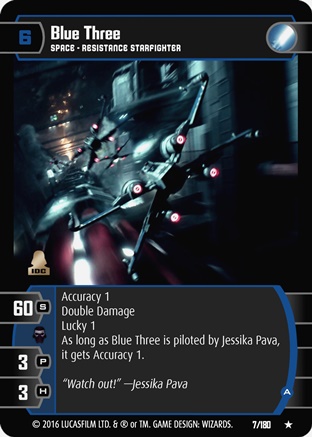 6
Blue Three
SPACE - RESISTANCE STARFIGHTER
IDC
60 S
3 P
3 H
Accuracy 1
Double Damage
Lucky 1
As long as Blue Three is piloted by Jessika Pava,
it gets Accuracy 1.
“Watch out!” —Jessika Pava
A
© 2016 LUCASFILM LTD. & ® or TM. GAME DESIGN: WIZARDS. 7/180